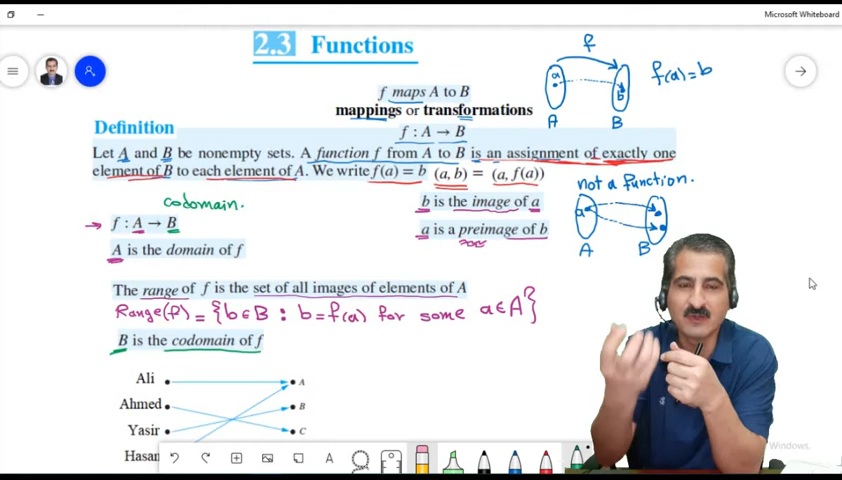 Microsoft Whiteboard
2.3 Functions
f maps A to B
mappings or transformations
f
a
b
A
B
f(a)=b
Definition
f : A → B
Let A and B be nonempty sets. A function f from A to B is an assignment of exactly one
element of B to each element of A. We write f(a) = b (a, b) = (a, f(a))
not a function.
codomain.
b is the image of a
a
→ f : A → B
a is a preimage of b
A
B
A is the domain of f
The range of f is the set of all images of elements of A
Range(f) = {b∈B : b=f(a) for some a∈A}
B is the codomain of f
Ali
A
Ahmed
B
Yasir
C
Hasan
A
Windows.